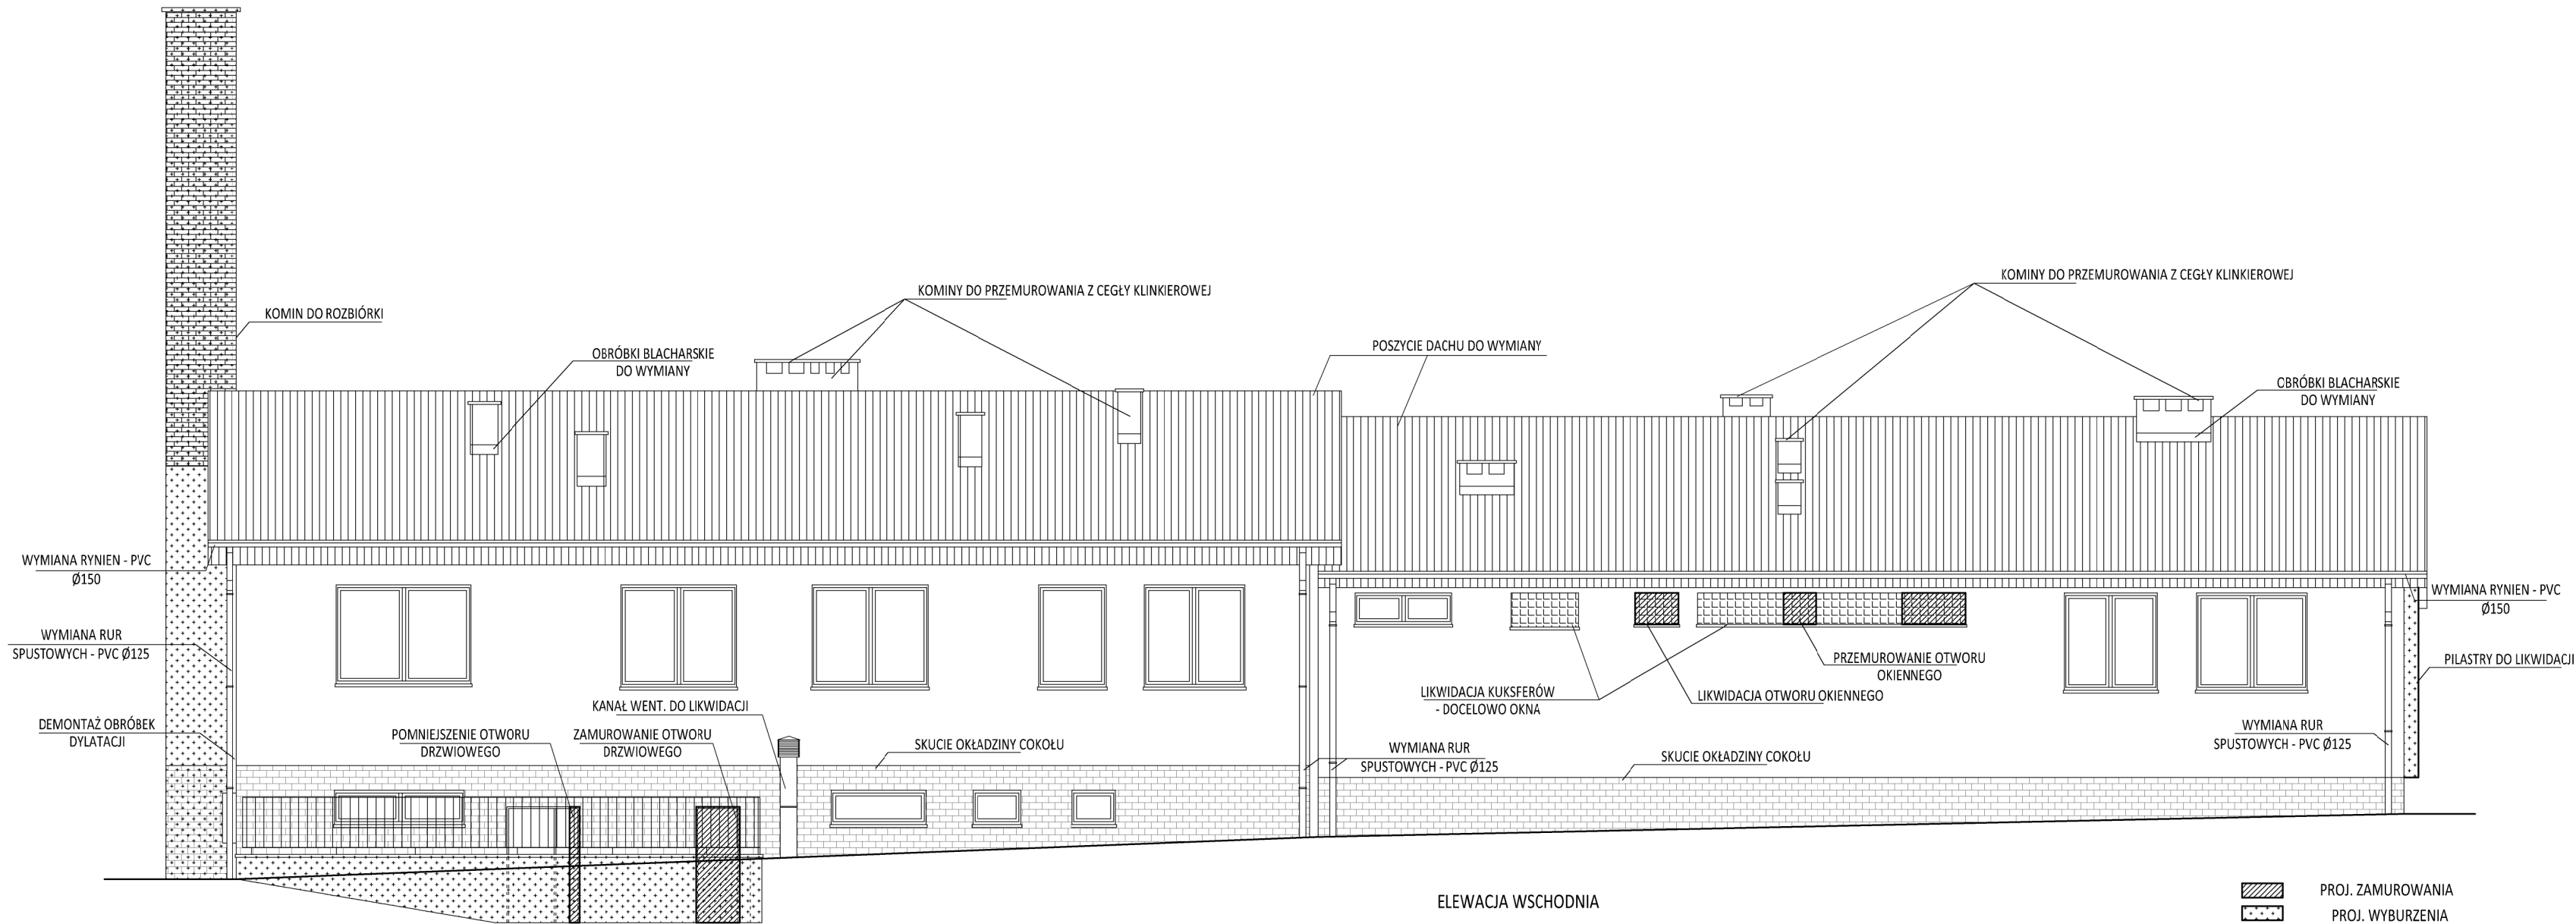 KOMINY DO PRZEMUROWANIA Z CEGŁY KLINKIEROWEJ
KOMINY DO PRZEMUROWANIA Z CEGŁY KLINKIEROWEJ
KOMIN DO ROZBIÓRKI
OBRÓBKI BLACHARSKIE
DO WYMIANY
POSZYCIE DACHU DO WYMIANY
OBRÓBKI BLACHARSKIE
DO WYMIANY
WYMIANA RYNIEN - PVC
Ø150
WYMIANA RUR
SPUSTOWYCH - PVC Ø125
DEMONTAŻ OBRÓBEK
DYLATACJI
POMNIEJSZENIE OTWORU
DRZWIOWEGO
ZAMUROWANIE OTWORU
DRZWIOWEGO
KANAŁ WENT. DO LIKWIDACJI
SKUCIE OKŁADZINY COKOŁU
WYMIANA RUR
SPUSTOWYCH - PVC Ø125
LIKWIDACJA KUKSFERÓW
- DOCELOWO OKNA
LIKWIDACJA OTWORU OKIENNEGO
PRZEMUROWANIE OTWORU
OKIENNEGO
SKUCIE OKŁADZINY COKOŁU
WYMIANA RYNIEN - PVC
Ø150
PILASTRY DO LIKWIDACJI
WYMIANA RUR
SPUSTOWYCH - PVC Ø125
ELEWACJA WSCHODNIA
PROJ. ZAMUROWANIA
PROJ. WYBURZENIA